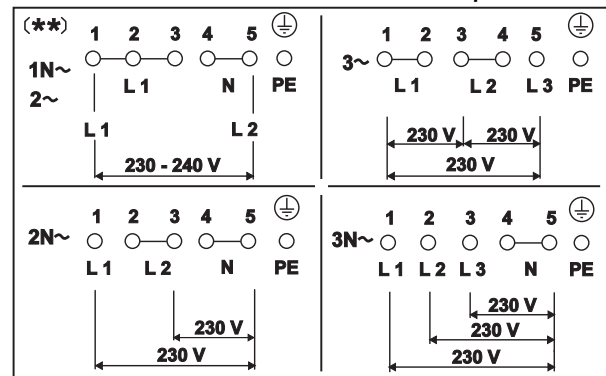 (**) 1 2 3 4 5
1N~
2~
L 1 N PE
L 1 L 2
230 - 240 V
1 2 3 4 5
3~
L 1 L 2 L 3 PE
230 V 230 V
230 V
1 2 3 4 5
2N~
L 1 L 2 N PE
230 V
230 V
1 2 3 4 5
3N~
L 1 L 2 L 3 N PE
230 V
230 V
230 V